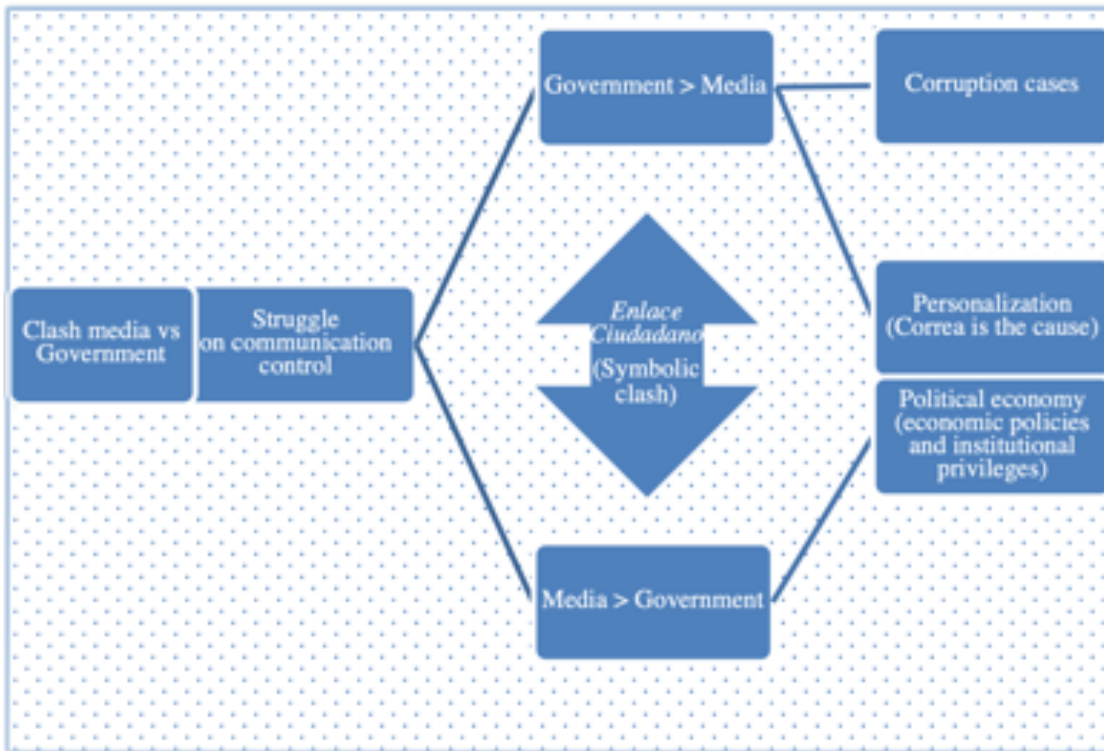 Government > Media
Corruption cases
Clash media vs
Government
Struggle
on communication
control
Enlace
Ciudadano
(Symbolic
clash)
Personalization
(Correa is the cause)
Political economy
(economic policies
and institutional
privileges)
Media > Government